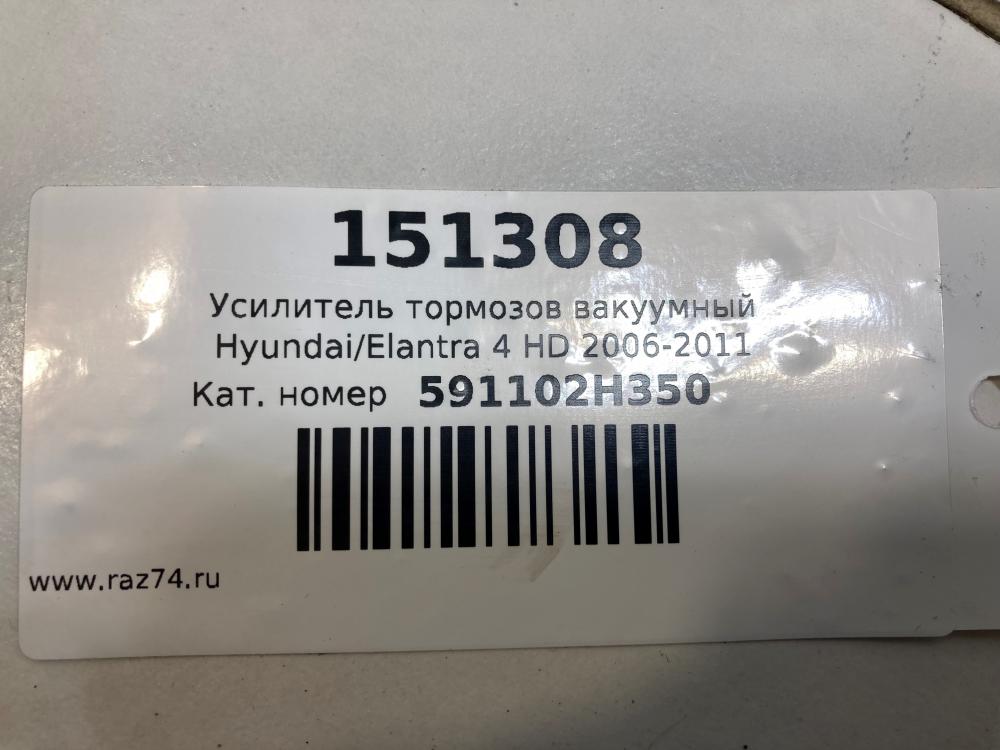 151308
Усилитель тормозов вакуумный
Hyundai/Elantra 4 HD 2006-2011
Кат. номер 591102H350
www.raz74.ru